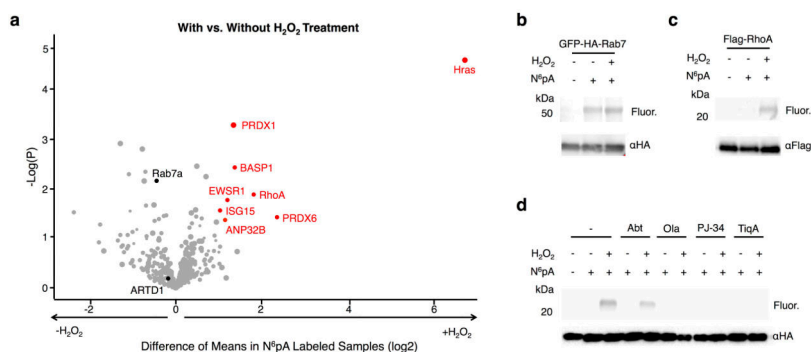 a
With vs. Without H₂O₂ Treatment
-Log(P)
5
4
3
2
1
0
Hras
PRDX1
BASP1
Rab7a
EWSR1
RhoA
ISG15
PRDX6
ANP32B
ARTD1
-2 0 2 4 6
-H₂O₂ +H₂O₂
Difference of Means in N⁶pA Labeled Samples (log2)
b
GFP-HA-Rab7
H₂O₂ - - +
N⁶pA - + +
kDa
50
Fluor.
αHA
c
Flag-RhoA
H₂O₂ - - +
N⁶pA - - +
kDa
20
Fluor.
αFlag
d
- Abt Ola PJ-34 TiqA
H₂O₂ - - + - + - + - + - +
N⁶pA - + + + + + + + + + +
kDa
20
Fluor.
αHA